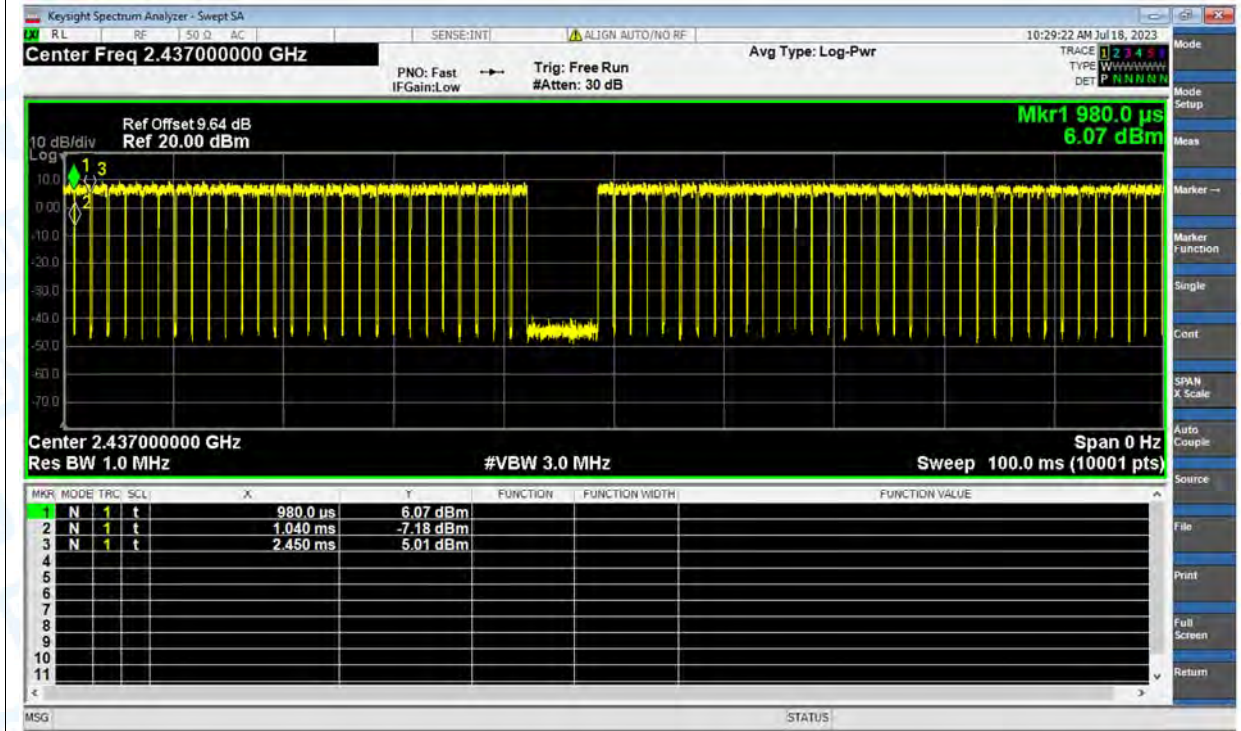 Keysight Spectrum Analyzer - Swept SA
RL RF 50 Ω AC SENSE:INT ALIGN AUTO/NO RF 10:29:22 AM Jul 18, 2023
Center Freq 2.437000000 GHz Avg Type: Log-Pwr TRACE 1 2 3 4 5 6
PNO: Fast Trig: Free Run TYPE WWWWWW
IFGain:Low #Atten: 30 dB DET P N N N N N
Mkr1 980.0 µs
Ref Offset 9.64 dB
10 dB/div Ref 20.00 dBm 6.07 dBm
Log
1 3
2
10.0
0.00
-10.0
-20.0
-30.0
-40.0
-50.0
-60.0
-70.0
Center 2.437000000 GHz Span 0 Hz
Res BW 1.0 MHz #VBW 3.0 MHz Sweep 100.0 ms (10001 pts)
MKR MODE TRC SCL X Y FUNCTION FUNCTION WIDTH FUNCTION VALUE
1 N 1 t 980.0 µs 6.07 dBm
2 N 1 t 1.040 ms -7.18 dBm
3 N 1 t 2.450 ms 5.01 dBm
4
5
6
7
8
9
10
11
MSG STATUS
Mode
Mode
Setup
Meas
Marker →
Marker
Function
Single
Cont
SPAN
X Scale
Auto
Couple
Source
File
Print
Full
Screen
Return